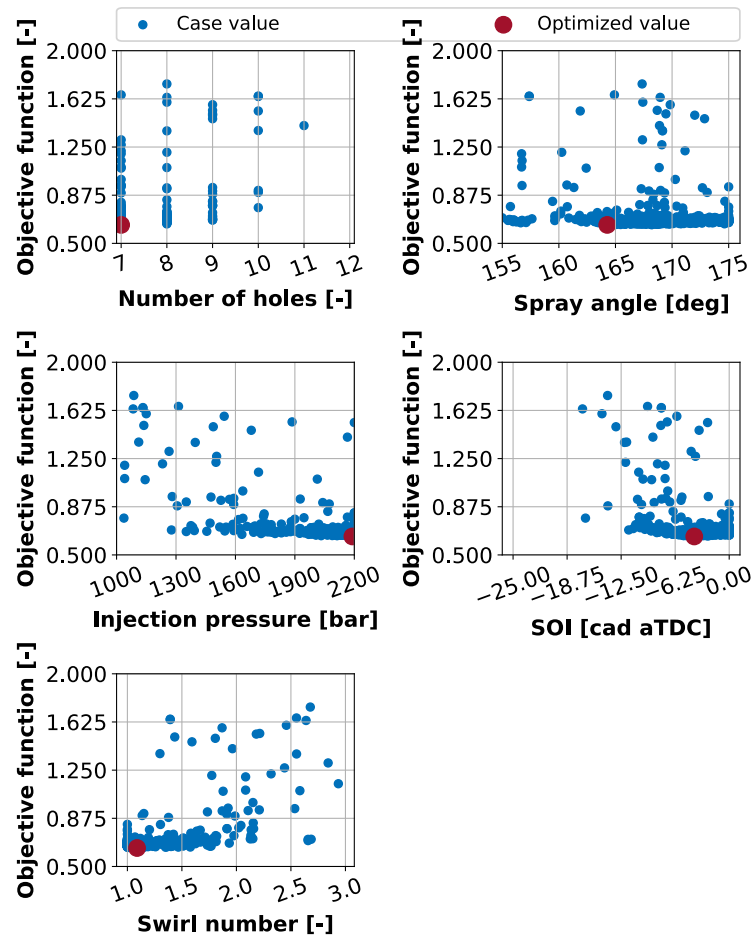 Case value Optimized value
Objective function [-]
2.000
1.625
1.250
0.875
0.500
7 8 9 10 11 12
Number of holes [-]
Objective function [-]
2.000
1.625
1.250
0.875
0.500
155 160 165 170 175
Spray angle [deg]
Objective function [-]
2.000
1.625
1.250
0.875
0.500
1000 1300 1600 1900 2200
Injection pressure [bar]
Objective function [-]
2.000
1.625
1.250
0.875
0.500
−25.00 −18.75 −12.50 −6.25 0.00
SOI [cad aTDC]
Objective function [-]
2.000
1.625
1.250
0.875
0.500
1.0 1.5 2.0 2.5 3.0
Swirl number [-]